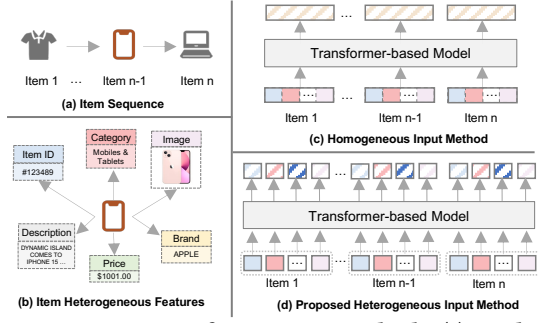 Item 1 ... Item n-1 Item n
(a) Item Sequence
Item ID
#123489
Category
Mobiles &
Tablets
Image
Description
DYNAMIC ISLAND
COMES TO
IPHONE 15 ...
Price
$1001.00
Brand
APPLE
(b) Item Heterogeneous Features
...
Transformer-based Model
... ... ... ...
Item 1 Item n-1 Item n
(c) Homogeneous Input Method
...
Transformer-based Model
... ... ... ...
Item 1 Item n-1 Item n
(d) Proposed Heterogeneous Input Method